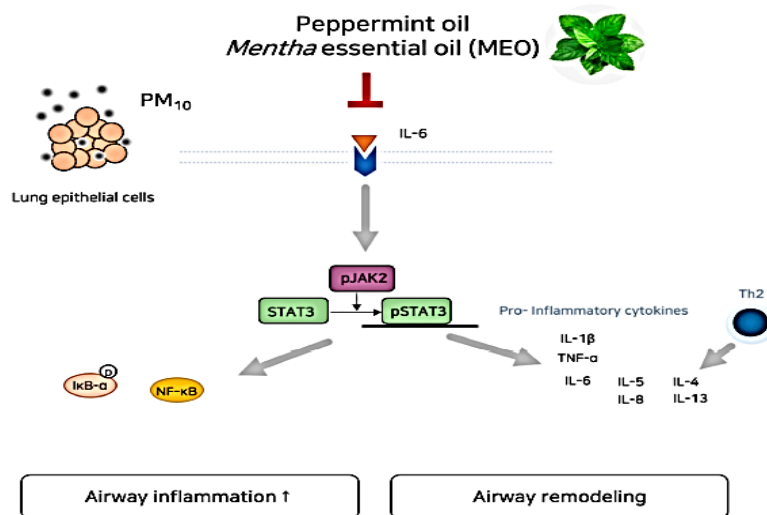 Peppermint oil
Mentha essential oil (MEO)
PM₁₀
IL-6
Lung epithelial cells
pJAK2
STAT3
pSTAT3
Pro- Inflammatory cytokines
Th2
IL-1β
TNF-α
IL-6 IL-5 IL-4
IL-8 IL-13
p
IκB-α
NF-κB
Airway inflammation ↑
Airway remodeling